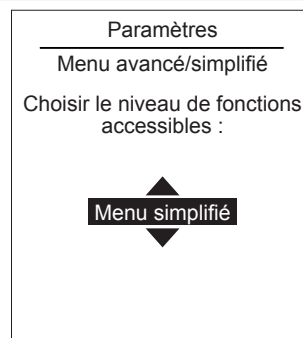 Paramètres
Menu avancé/simplifié
Choisir le niveau de fonctions
accessibles :
Menu simplifié